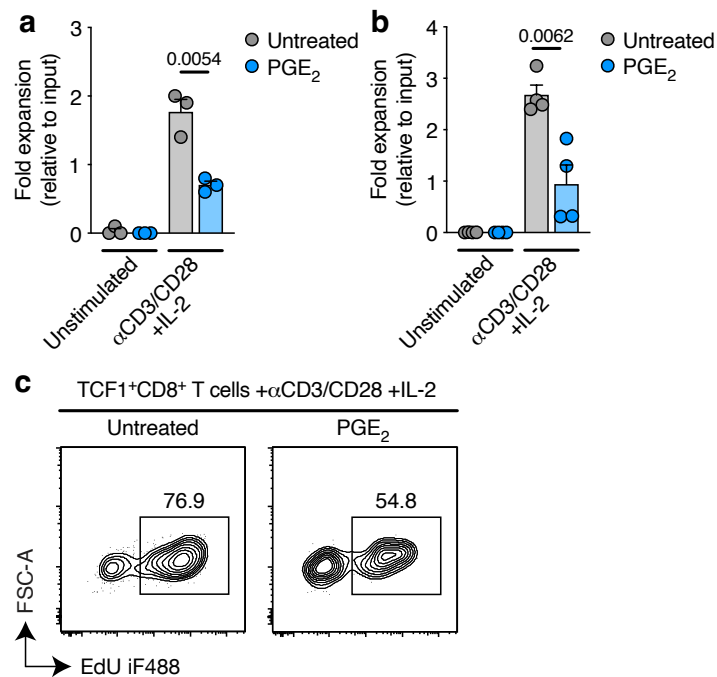 a
3
2
1
0
Fold expansion
(relative to input)
0.0054
Untreated
PGE₂
Unstimulated
αCD3/CD28
+IL-2
b
4
3
2
1
0
Fold expansion
(relative to input)
0.0062
Untreated
PGE₂
Unstimulated
αCD3/CD28
+IL-2
c
TCF1⁺CD8⁺ T cells +αCD3/CD28 +IL-2
Untreated
PGE₂
76.9
54.8
FSC-A
EdU iF488